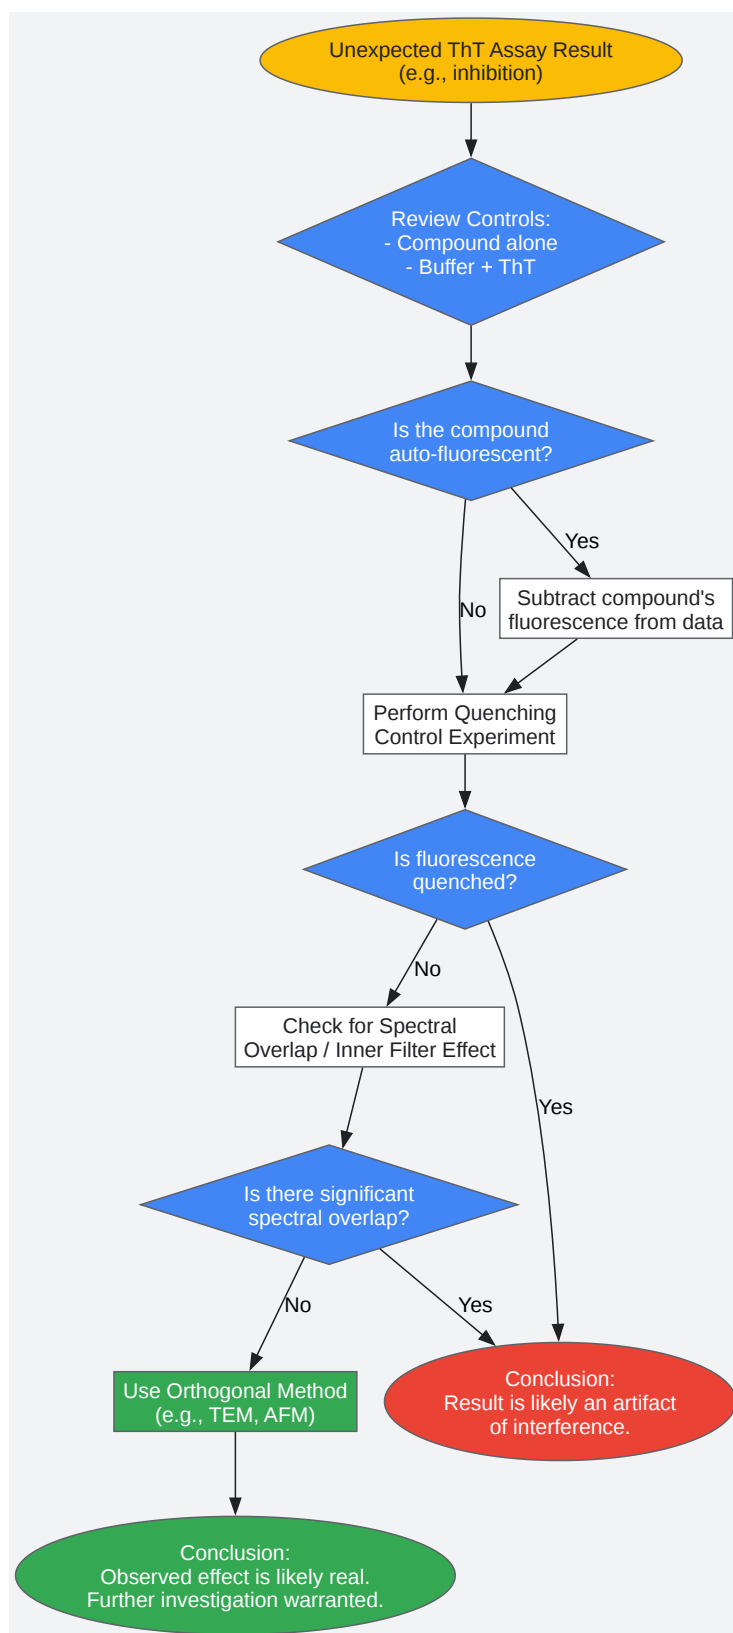 Unexpected ThT Assay Result
(e.g., inhibition)
Review Controls:
- Compound alone
- Buffer + ThT
Is the compound
auto-fluorescent?
Yes
Subtract compound's
fluorescence from data
No
Perform Quenching
Control Experiment
Is fluorescence
quenched?
No
Check for Spectral
Overlap / Inner Filter Effect
Yes
Is there significant
spectral overlap?
No
Yes
Use Orthogonal Method
(e.g., TEM, AFM)
Conclusion:
Result is likely an artifact
of interference.
Conclusion:
Observed effect is likely real.
Further investigation warranted.